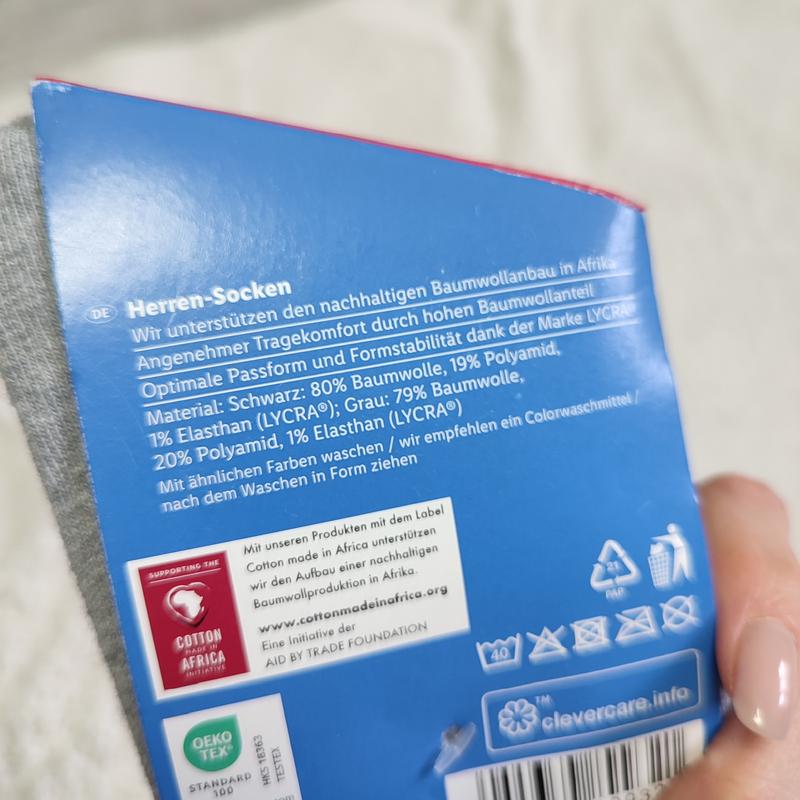 DE Herren-Socken
Wir unterstützen den nachhaltigen Baumwollanbau in Afrika
Angenehmer Tragekomfort durch hohen Baumwollanteil
Optimale Passform und Formstabilität dank der Marke LYCRA®
Material: Schwarz: 80% Baumwolle, 19% Polyamid,
1% Elasthan (LYCRA®); Grau: 79% Baumwolle,
20% Polyamid, 1% Elasthan (LYCRA®)
Mit ähnlichen Farben waschen / wir empfehlen ein Colorwaschmittel /
nach dem Waschen in Form ziehen
SUPPORTING THE
COTTON
MADE IN
AFRICA
INITIATIVE
Mit unseren Produkten mit dem Label
Cotton made in Africa unterstützen
wir den Aufbau einer nachhaltigen
Baumwollproduktion in Afrika.
www.cottonmadeinafrica.org
Eine Initiative der
AID BY TRADE FOUNDATION
21
PAP
40
™
clevercare.info
OEKO
TEX®
STANDARD
100
HKS 18363
TESTEX